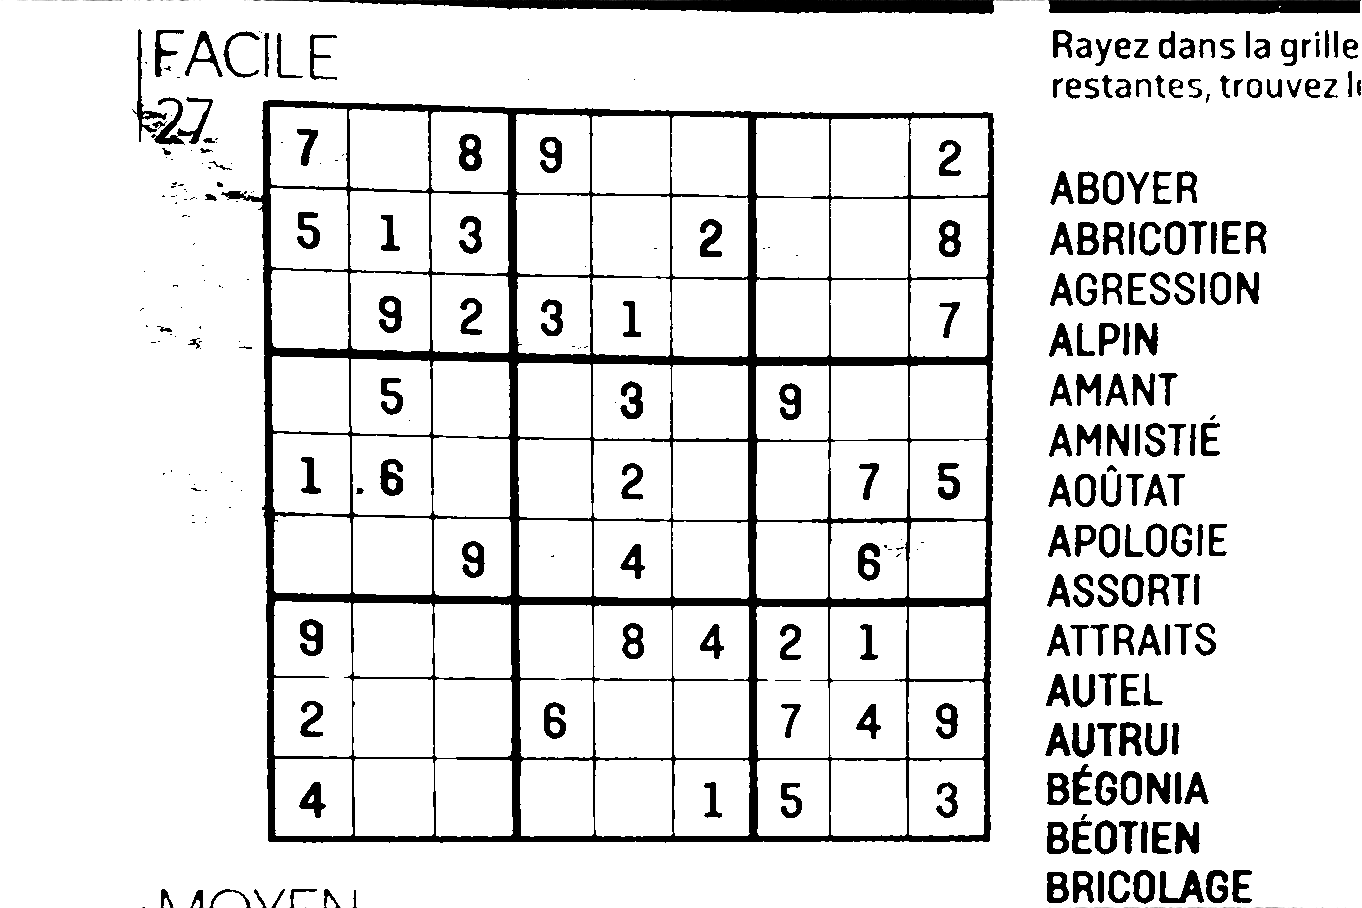 FACILE
27
7 8 9 2
5 1 3 2 8
9 2 3 1 7
5 3 9
1 6 2 7 5
9 4 6
9 8 4 2 1
2 6 7 4 9
4 1 5 3
MOYEN
Rayez dans la grille
restantes, trouvez
ABOYER
ABRICOTIER
AGRESSION
ALPIN
AMANT
AMNISTIÉ
AOÛTAT
APOLOGIE
ASSORTI
ATTRAITS
AUTEL
AUTRUI
BÉGONIA
BÉOTIEN
BRICOLAGE